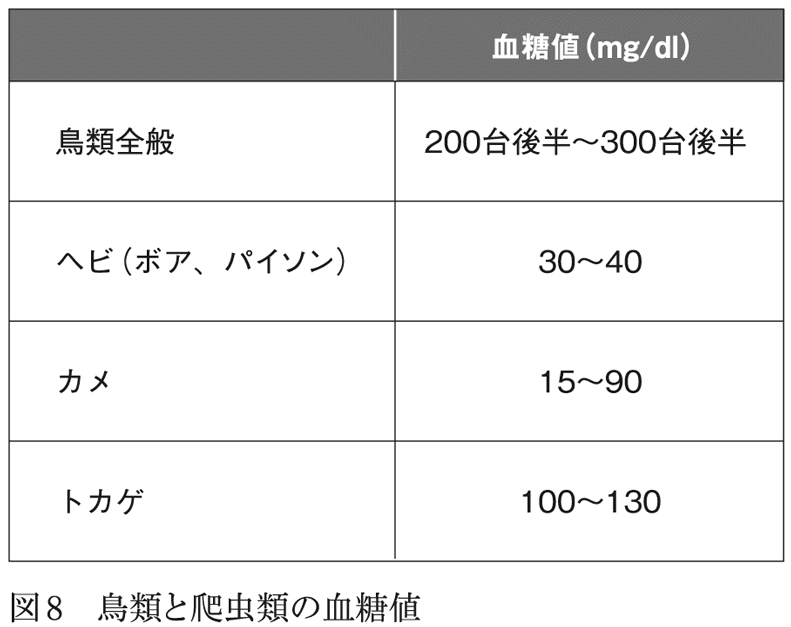 血糖値（mg/dl）
鳥類全般 200台後半～300台後半
ヘビ（ボア、パイソン） 30～40
カメ 15～90
トカゲ 100～130
図8　鳥類と爬虫類の血糖値